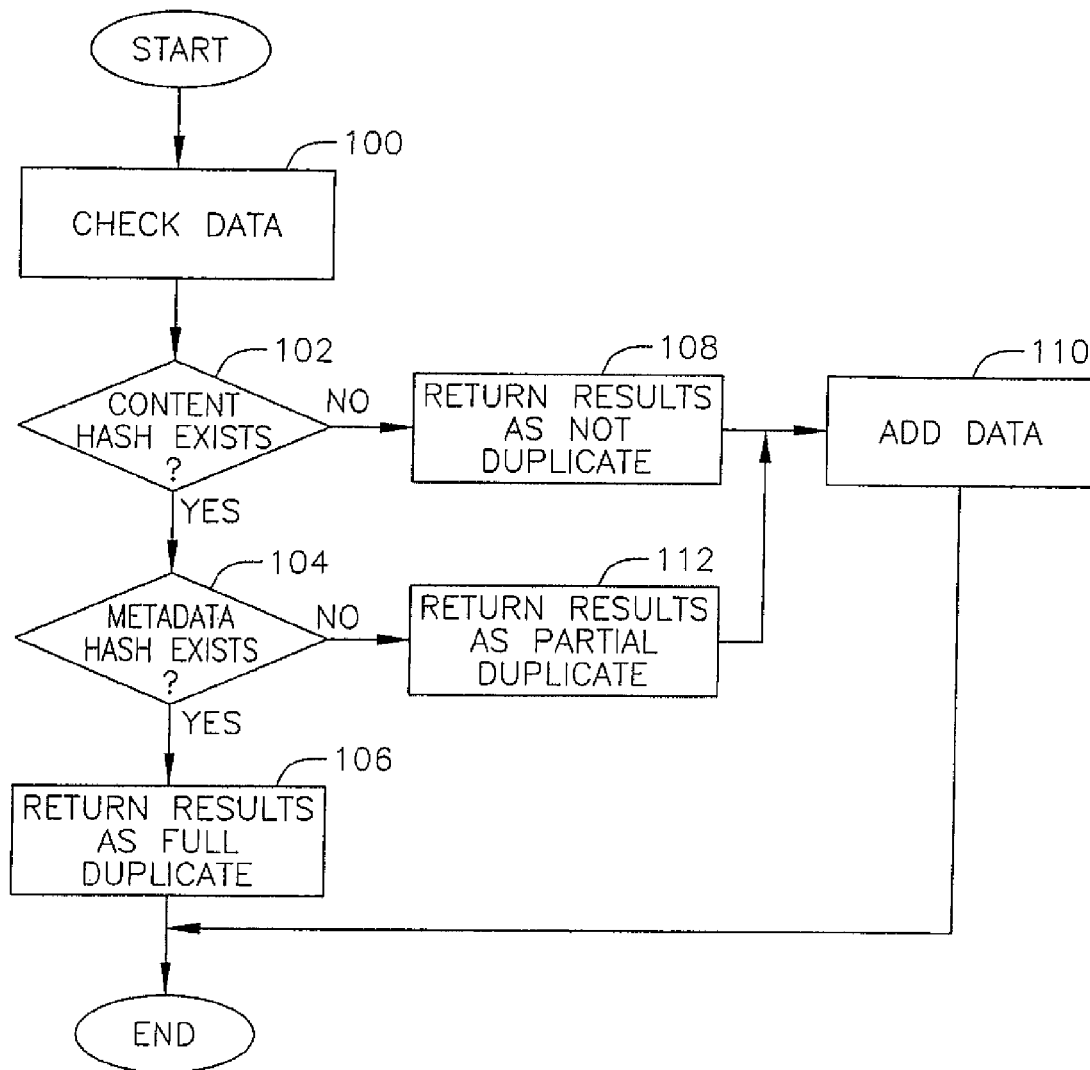 START
100
CHECK DATA
102
CONTENT
HASH EXISTS
?
NO
YES
108
RETURN RESULTS
AS NOT
DUPLICATE
110
ADD DATA
104
METADATA
HASH EXISTS
?
NO
YES
112
RETURN RESULTS
AS PARTIAL
DUPLICATE
106
RETURN RESULTS
AS FULL
DUPLICATE
END